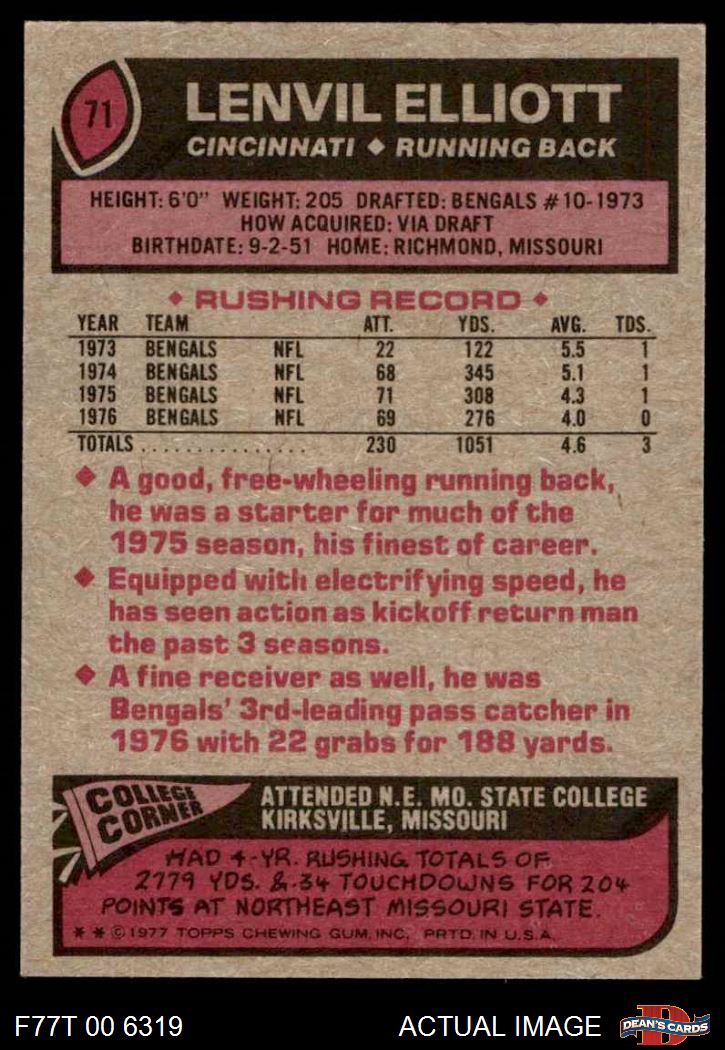 71
LENVIL ELLIOTT
CINCINNATI ◆ RUNNING BACK
HEIGHT: 6'0" WEIGHT: 205 DRAFTED: BENGALS #10-1973
HOW ACQUIRED: VIA DRAFT
BIRTHDATE: 9-2-51 HOME: RICHMOND, MISSOURI
◆ RUSHING RECORD ◆
YEAR TEAM ATT. YDS. AVG. TDS.
1973 BENGALS NFL 22 122 5.5 1
1974 BENGALS NFL 68 345 5.1 1
1975 BENGALS NFL 71 308 4.3 1
1976 BENGALS NFL 69 276 4.0 0
TOTALS ............... 230 1051 4.6 3
◆ A good, free-wheeling running back,
he was a starter for much of the
1975 season, his finest of career.
◆ Equipped with electrifying speed, he
has seen action as kickoff return man
the past 3 seasons.
◆ A fine receiver as well, he was
Bengals' 3rd-leading pass catcher in
1976 with 22 grabs for 188 yards.
COLLEGE
CORNER
ATTENDED N.E. MO. STATE COLLEGE
KIRKSVILLE, MISSOURI
HAD 4-YR. RUSHING TOTALS OF
2779 YDS. & 34 TOUCHDOWNS FOR 204
POINTS AT NORTHEAST MISSOURI STATE.
* * © 1977 TOPPS CHEWING GUM, INC. PRTD. IN U.S.A.
F77T 00 6319
ACTUAL IMAGE
D
DEAN'S CARDS